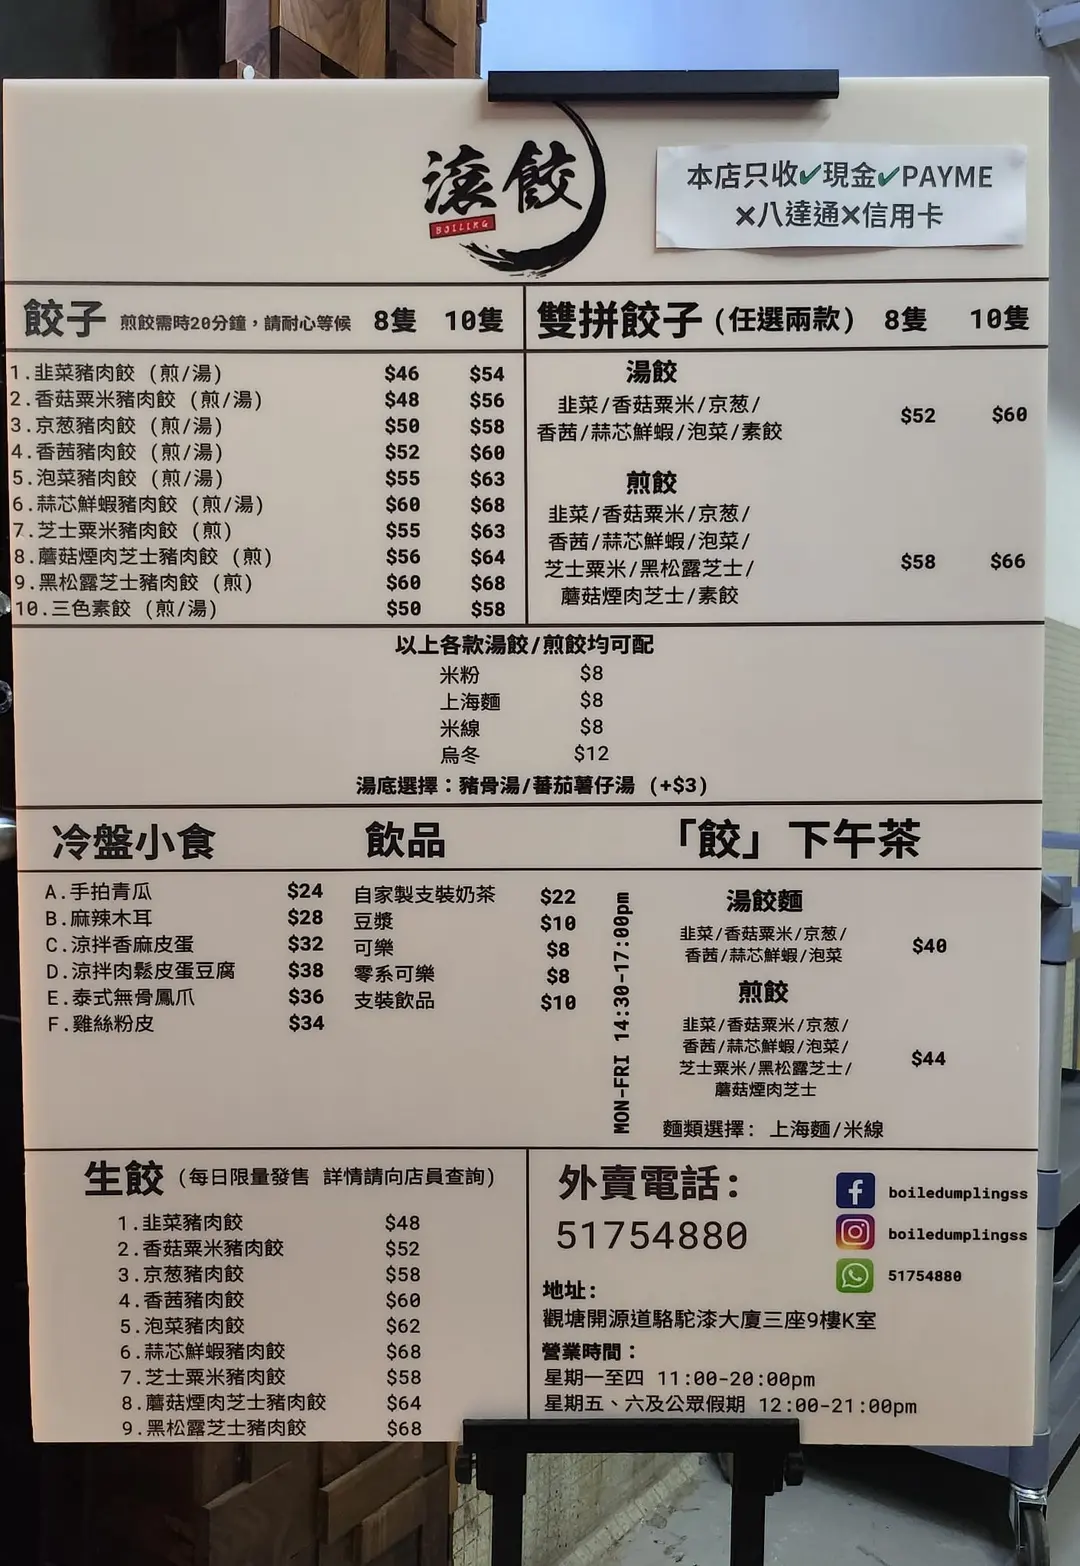 滾餃
BOILING
本店只收✔現金✔PAYME
✖八達通✖信用卡
餃子 煎餃需時20分鐘，請耐心等候 8隻 10隻
1.韭菜豬肉餃 (煎/湯) $46 $54
2.香菇粟米豬肉餃 (煎/湯) $48 $56
3.京葱豬肉餃 (煎/湯) $50 $58
4.香茜豬肉餃 (煎/湯) $52 $60
5.泡菜豬肉餃 (煎/湯) $55 $63
6.蒜芯鮮蝦豬肉餃 (煎/湯) $60 $68
7.芝士粟米豬肉餃 (煎) $55 $63
8.蘑菇煙肉芝士豬肉餃 (煎) $56 $64
9.黑松露芝士豬肉餃 (煎) $60 $68
10.三色素餃 (煎/湯) $50 $58
雙拼餃子 (任選兩款) 8隻 10隻
湯餃
韭菜/香菇粟米/京葱/
香茜/蒜芯鮮蝦/泡菜/素餃 $52 $60
煎餃
韭菜/香菇粟米/京葱/
香茜/蒜芯鮮蝦/泡菜/
芝士粟米/黑松露芝士/ $58 $66
蘑菇煙肉芝士/素餃
以上各款湯餃/煎餃均可配
米粉 $8
上海麵 $8
米線 $8
烏冬 $12
湯底選擇：豬骨湯/蕃茄薯仔湯 (+$3)
冷盤小食
A.手拍青瓜 $24
B.麻辣木耳 $28
C.涼拌香麻皮蛋 $32
D.涼拌肉鬆皮蛋豆腐 $38
E.泰式無骨鳳爪 $36
F.雞絲粉皮 $34
飲品
自家製支裝奶茶 $22
豆漿 $10
可樂 $8
零系可樂 $8
支裝飲品 $10
「餃」下午茶
MON-FRI 14:30-17:00pm
湯餃麵
韭菜/香菇粟米/京葱/
香茜/蒜芯鮮蝦/泡菜 $40
煎餃
韭菜/香菇粟米/京葱/
香茜/蒜芯鮮蝦/泡菜/
芝士粟米/黑松露芝士/ $44
蘑菇煙肉芝士
麵類選擇: 上海麵/米線
生餃 (每日限量發售 詳情請向店員查詢)
1.韭菜豬肉餃 $48
2.香菇粟米豬肉餃 $52
3.京葱豬肉餃 $58
4.香茜豬肉餃 $60
5.泡菜豬肉餃 $62
6.蒜芯鮮蝦豬肉餃 $68
7.芝士粟米豬肉餃 $58
8.蘑菇煙肉芝士豬肉餃 $64
9.黑松露芝士豬肉餃 $68
外賣電話:
51754880
boiledumplingss
boiledumplingss
51754880
地址:
觀塘開源道駱駝漆大廈三座9樓K室
營業時間：
星期一至四 11:00-20:00pm
星期五、六及公眾假期 12:00-21:00pm